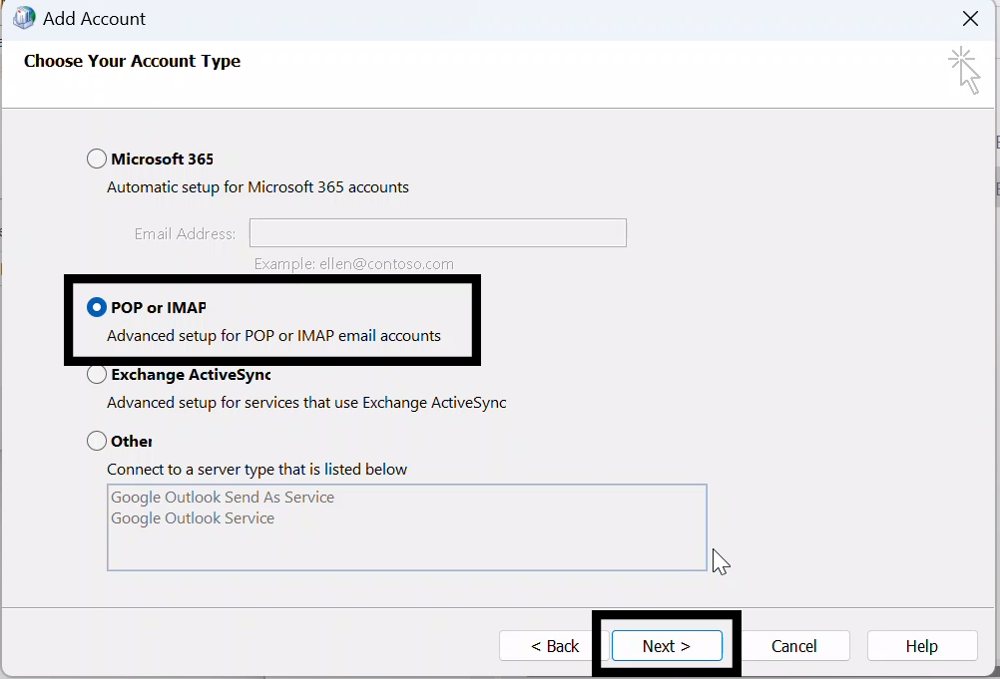 Add Account
Choose Your Account Type
Microsoft 365
Automatic setup for Microsoft 365 accounts
Email Address:
Example: ellen@contoso.com
POP or IMAP
Advanced setup for POP or IMAP email accounts
Exchange ActiveSync
Advanced setup for services that use Exchange ActiveSync
Other
Connect to a server type that is listed below
Google Outlook Send As Service
Google Outlook Service
< Back Next > Cancel Help